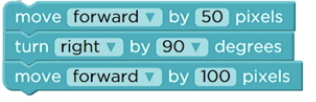 move forward by 50 pixels
turn right by 90 degrees
move forward by 100 pixels